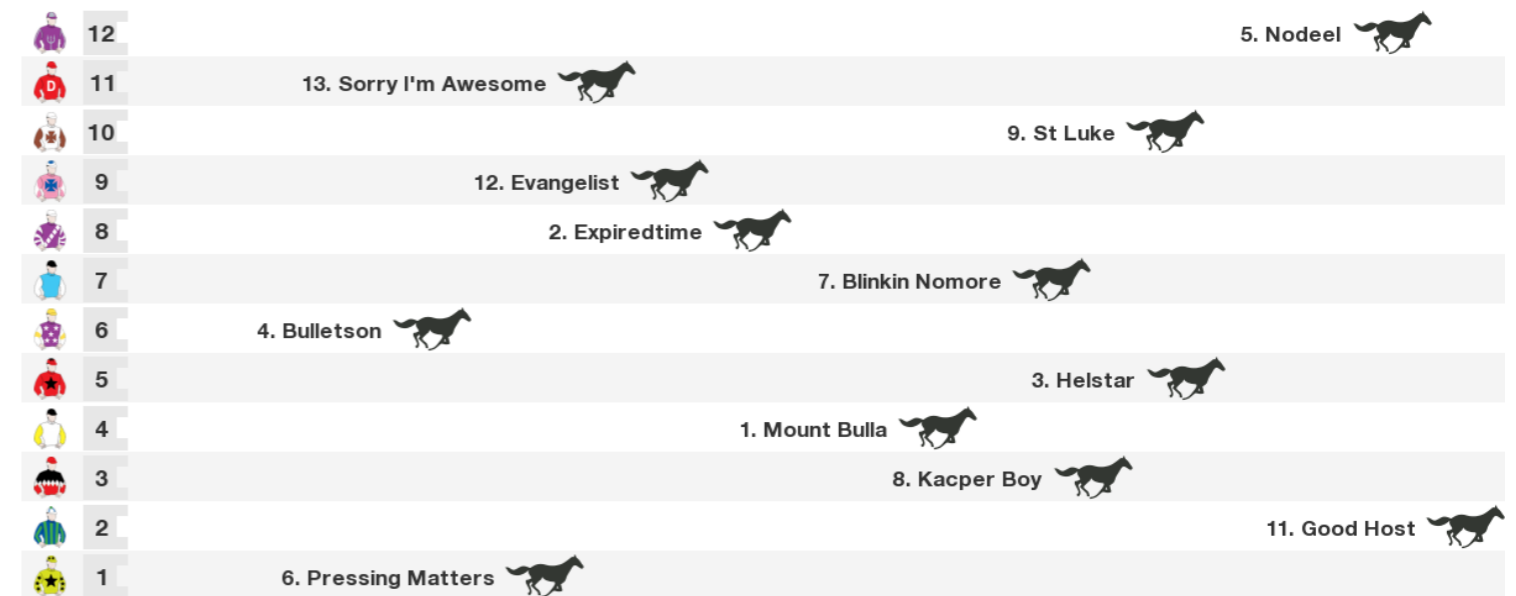 12 5. Nodeel
D 11 13. Sorry I'm Awesome
10 9. St Luke
9 12. Evangelist
8 2. Expiredtime
7 7. Blinkin Nomore
6 4. Bulletson
5 3. Helstar
4 1. Mount Bulla
3 8. Kacper Boy
2 11. Good Host
1 6. Pressing Matters